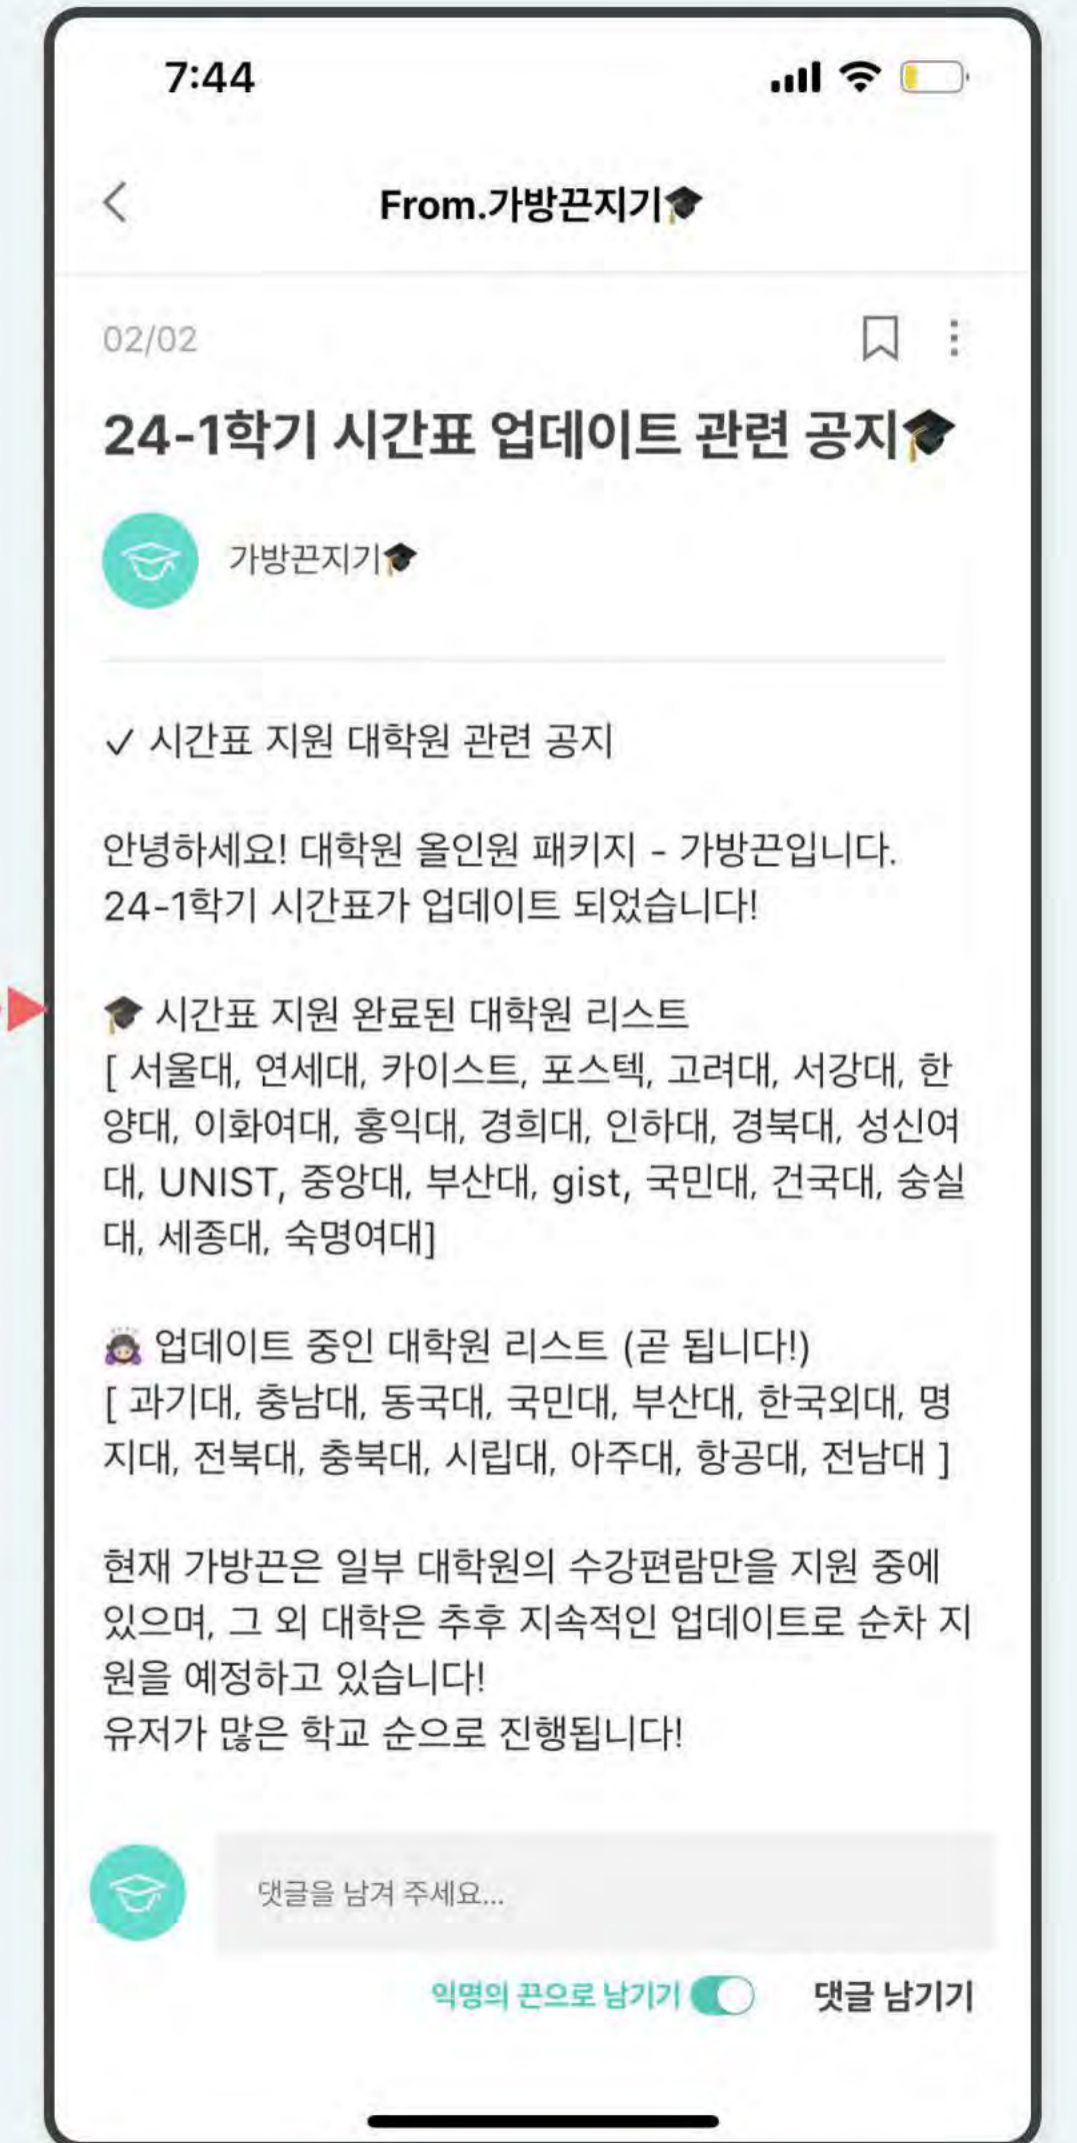 7:44
From.가방끈지기🎓
02/02
24-1학기 시간표 업데이트 관련 공지🎓
가방끈지기🎓
✓ 시간표 지원 대학원 관련 공지
안녕하세요! 대학원 올인원 패키지 - 가방끈입니다.
24-1학기 시간표가 업데이트 되었습니다!
🎓 시간표 지원 완료된 대학원 리스트
[ 서울대, 연세대, 카이스트, 포스텍, 고려대, 서강대, 한
양대, 이화여대, 홍익대, 경희대, 인하대, 경북대, 성신여
대, UNIST, 중앙대, 부산대, gist, 국민대, 건국대, 숭실
대, 세종대, 숙명여대]
🙇🏻‍♀️ 업데이트 중인 대학원 리스트 (곧 됩니다!)
[ 과기대, 충남대, 동국대, 국민대, 부산대, 한국외대, 명
지대, 전북대, 충북대, 시립대, 아주대, 항공대, 전남대 ]
현재 가방끈은 일부 대학원의 수강편람만을 지원 중에
있으며, 그 외 대학은 추후 지속적인 업데이트로 순차 지
원을 예정하고 있습니다!
유저가 많은 학교 순으로 진행됩니다!
댓글을 남겨 주세요...
익명의 끈으로 남기기
댓글 남기기